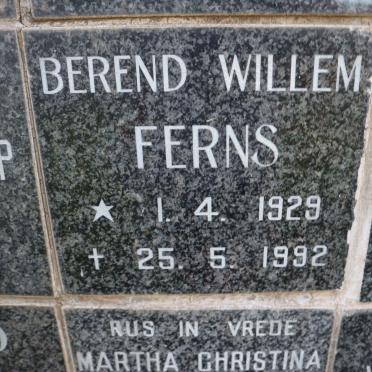 BEREND WILLEM
FERNS
★ 1. 4. 1929
✝ 25. 5. 1992
RUS IN VREDE
MARTHA CHRISTINA